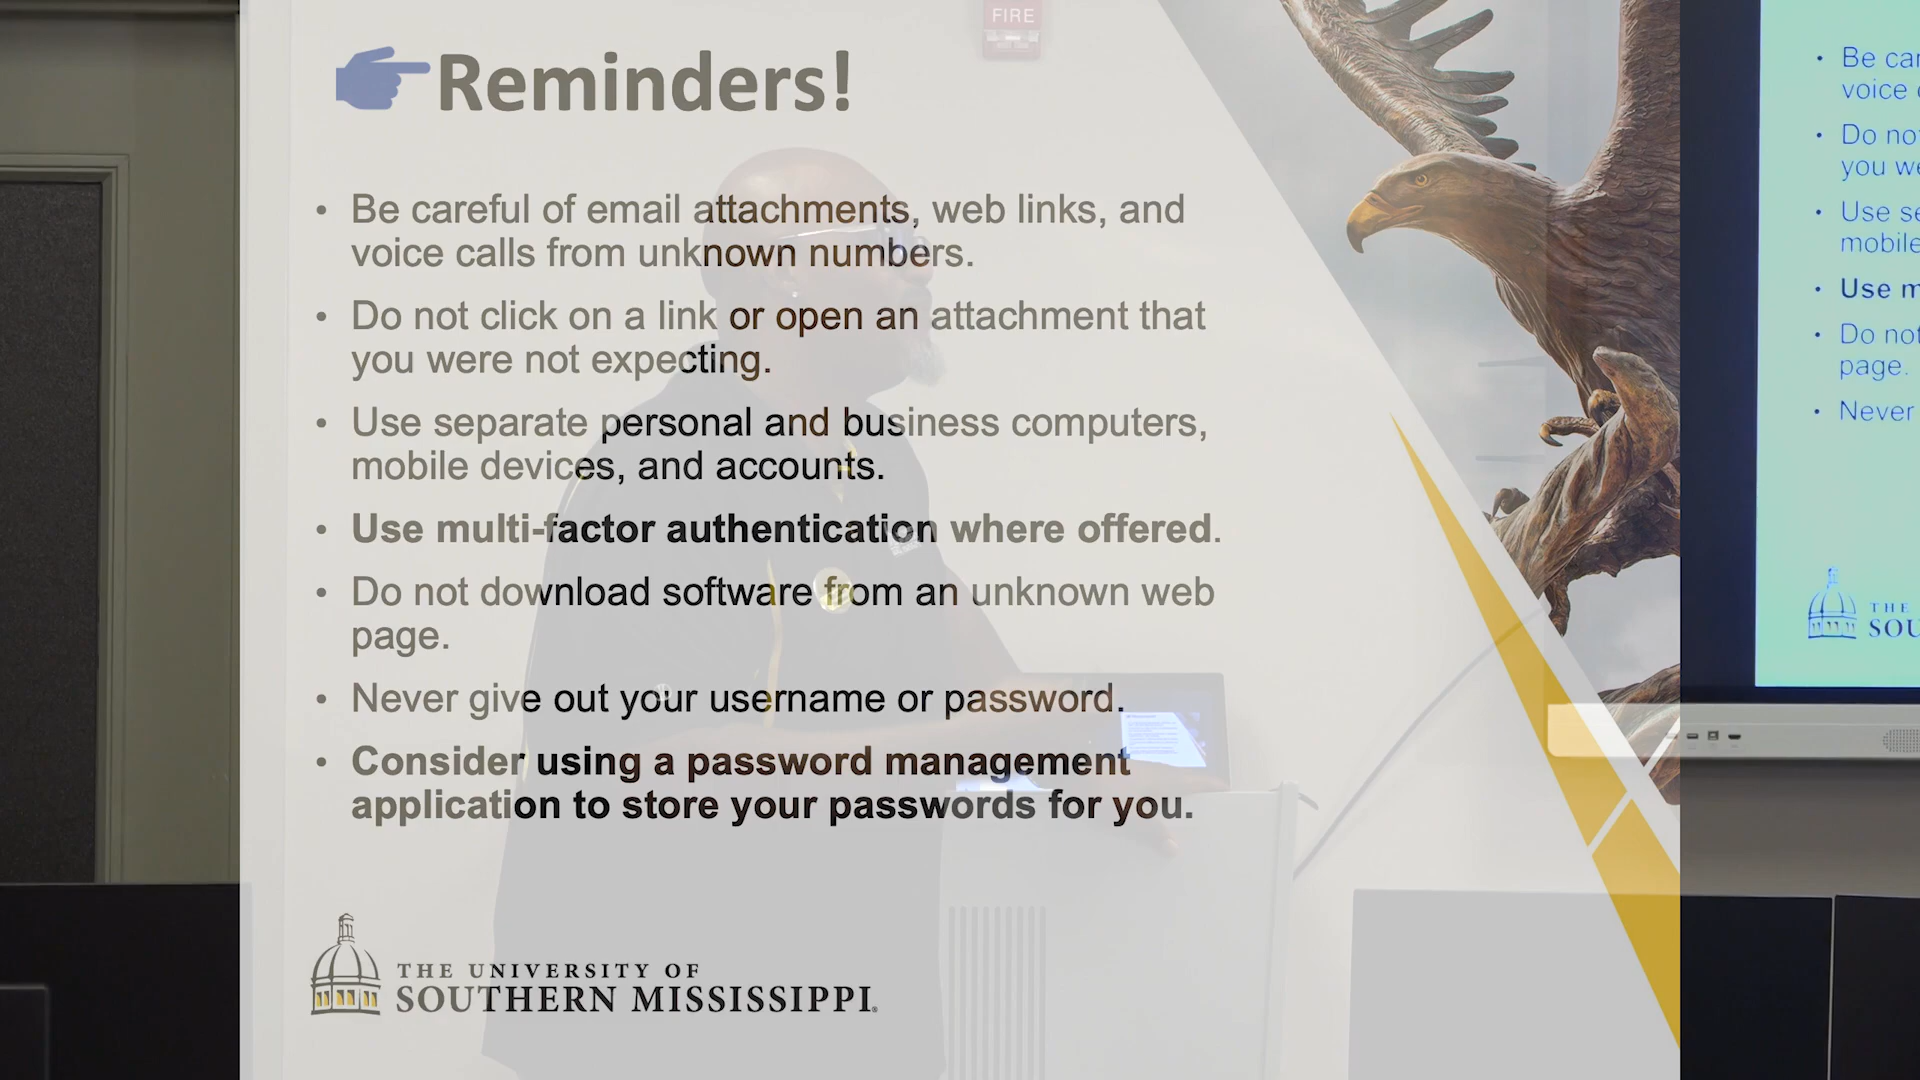 FIRE
Reminders!
• Be careful of email attachments, web links, and
voice calls from unknown numbers.
• Do not click on a link or open an attachment that
you were not expecting.
• Use separate personal and business computers,
mobile devices, and accounts.
• Use multi-factor authentication where offered.
• Do not download software from an unknown web
page.
• Never give out your username or password.
• Consider using a password management
application to store your passwords for you.
THE UNIVERSITY OF
SOUTHERN MISSISSIPPI®
• Be
voice
• Do
you
• Use
mobile
• Use
• Do not
page.
• Never
THE